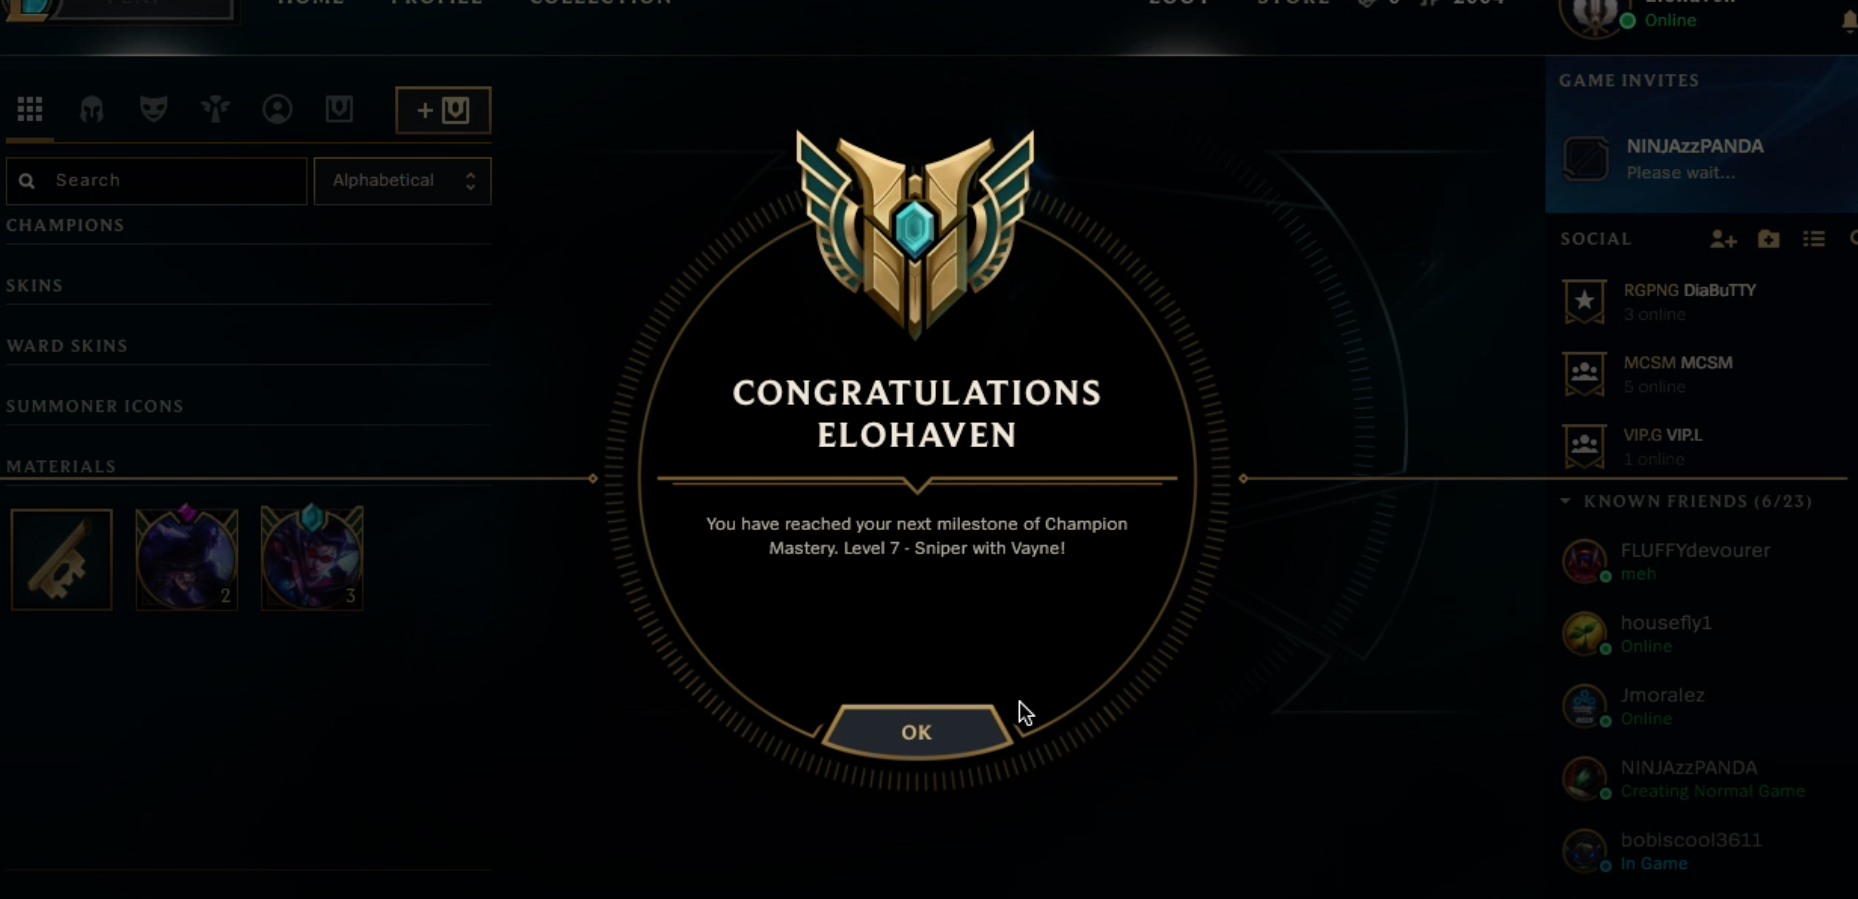 HOME PROFILE COLLECTION LOOT STORE
Online
GAME INVITES
NINJAzzPANDA
Please wait...
Search
Alphabetical
CHAMPIONS
SKINS
WARD SKINS
SUMMONER ICONS
MATERIALS
2
3
CONGRATULATIONS
ELOHAVEN
You have reached your next milestone of Champion
Mastery. Level 7 - Sniper with Vayne!
OK
SOCIAL
RGPNG DiaBuTTY
3 online
MCSM MCSM
5 online
VIP.G VIP.L
1 online
KNOWN FRIENDS (6/23)
FLUFFYdevourer
meh
housefly1
Online
Jmoralez
Online
NINJAzzPANDA
Creating Normal Game
bobiscool3611
In Game